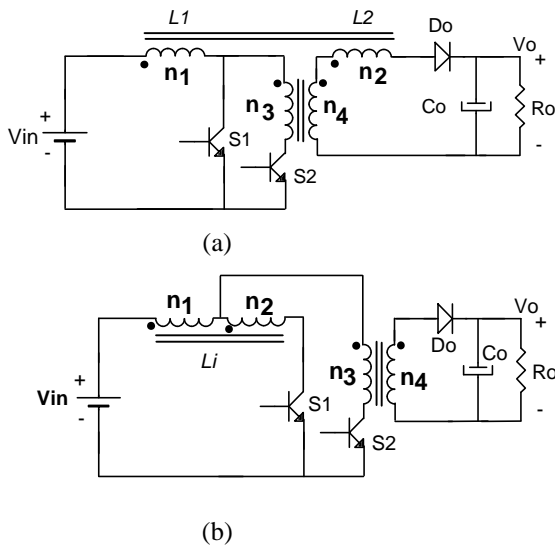 L1 L2
Do
Vo
+
n1
n2
n3
n4
Co
Ro
+
Vin
-
S1
S2
-
(a)
n1 n2
Vo
+
Do
Co
Li
n3 n4
Ro
+
Vin
-
S1
S2
-
(b)